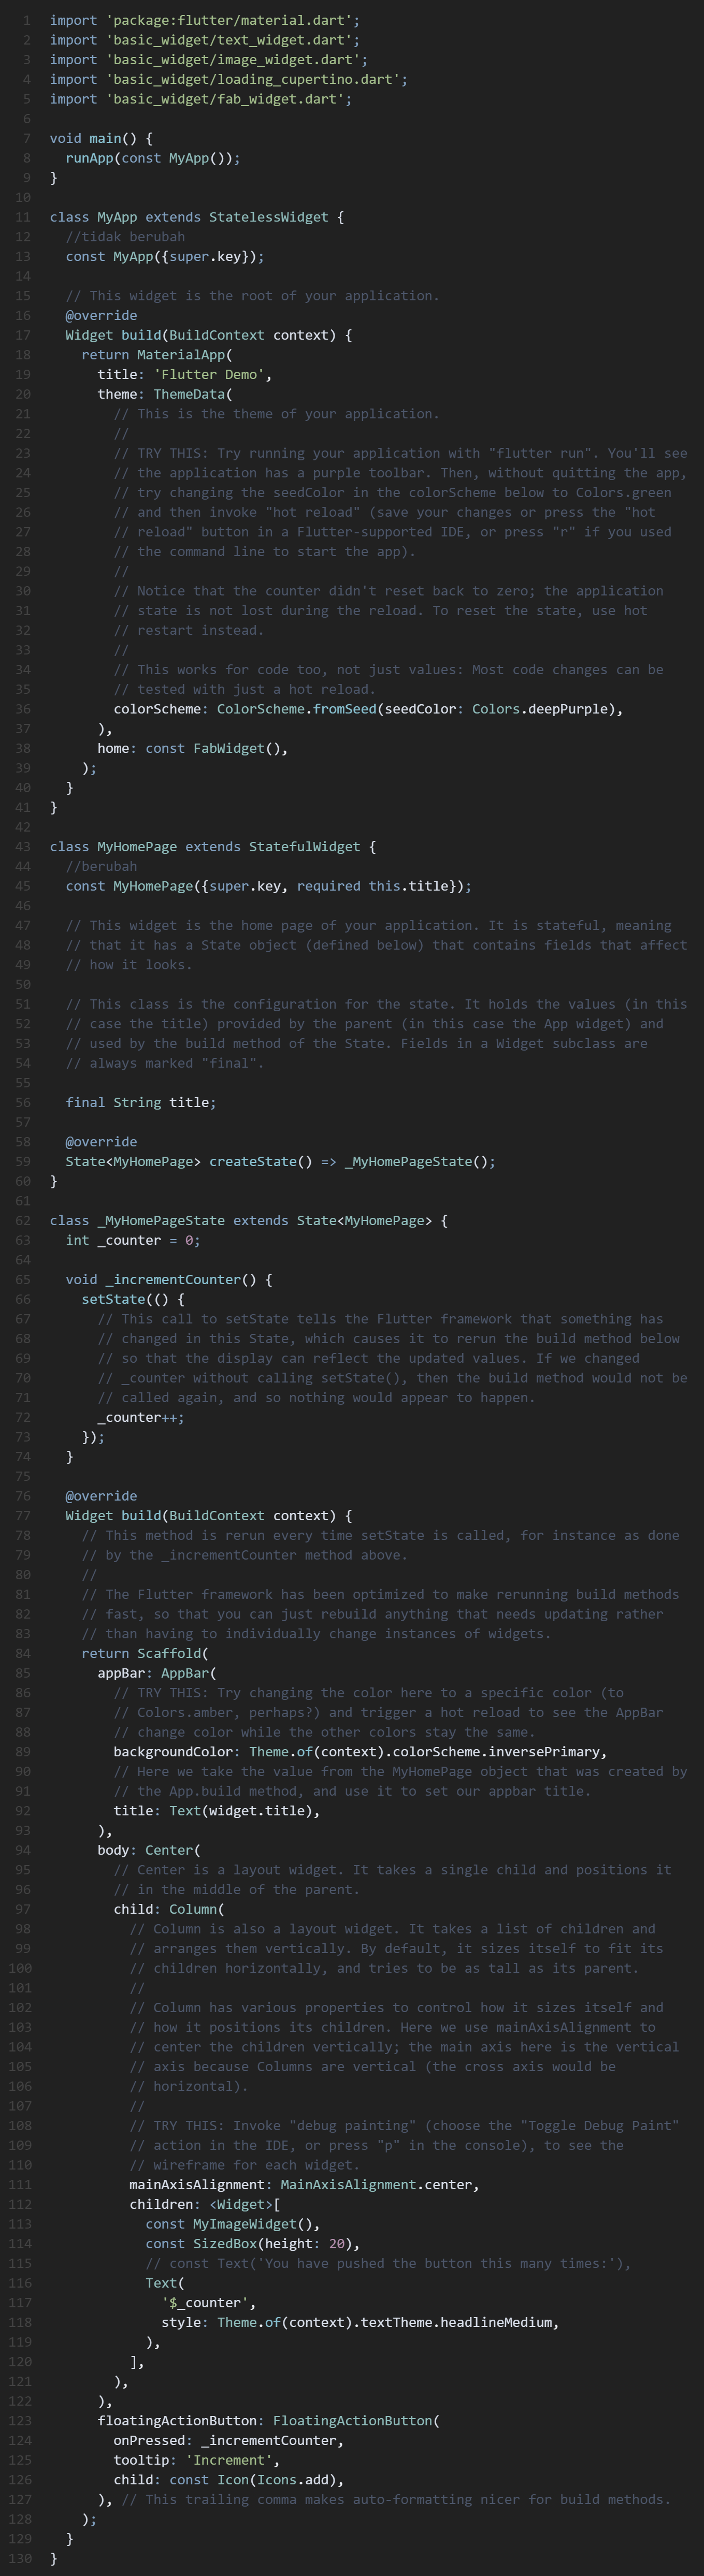 1 import 'package:flutter/material.dart';
2 import 'basic_widget/text_widget.dart';
3 import 'basic_widget/image_widget.dart';
4 import 'basic_widget/loading_cupertino.dart';
5 import 'basic_widget/fab_widget.dart';
6
7 void main() {
8   runApp(const MyApp());
9 }
10
11 class MyApp extends StatelessWidget {
12   //tidak berubah
13   const MyApp({super.key});
14
15   // This widget is the root of your application.
16   @override
17   Widget build(BuildContext context) {
18     return MaterialApp(
19       title: 'Flutter Demo',
20       theme: ThemeData(
21         // This is the theme of your application.
22         //
23         // TRY THIS: Try running your application with "flutter run". You'll see
24         // the application has a purple toolbar. Then, without quitting the app,
25         // try changing the seedColor in the colorScheme below to Colors.green
26         // and then invoke "hot reload" (save your changes or press the "hot
27         // reload" button in a Flutter-supported IDE, or press "r" if you used
28         // the command line to start the app).
29         //
30         // Notice that the counter didn't reset back to zero; the application
31         // state is not lost during the reload. To reset the state, use hot
32         // restart instead.
33         //
34         // This works for code too, not just values: Most code changes can be
35         // tested with just a hot reload.
36         colorScheme: ColorScheme.fromSeed(seedColor: Colors.deepPurple),
37       ),
38       home: const FabWidget(),
39     );
40   }
41 }
42
43 class MyHomePage extends StatefulWidget {
44   //berubah
45   const MyHomePage({super.key, required this.title});
46
47   // This widget is the home page of your application. It is stateful, meaning
48   // that it has a State object (defined below) that contains fields that affect
49   // how it looks.
50
51   // This class is the configuration for the state. It holds the values (in this
52   // case the title) provided by the parent (in this case the App widget) and
53   // used by the build method of the State. Fields in a Widget subclass are
54   // always marked "final".
55
56   final String title;
57
58   @override
59   State<MyHomePage> createState() => _MyHomePageState();
60 }
61
62 class _MyHomePageState extends State<MyHomePage> {
63   int _counter = 0;
64
65   void _incrementCounter() {
66     setState(() {
67       // This call to setState tells the Flutter framework that something has
68       // changed in this State, which causes it to rerun the build method below
69       // so that the display can reflect the updated values. If we changed
70       // _counter without calling setState(), then the build method would not be
71       // called again, and so nothing would appear to happen.
72       _counter++;
73     });
74   }
75
76   @override
77   Widget build(BuildContext context) {
78     // This method is rerun every time setState is called, for instance as done
79     // by the _incrementCounter method above.
80     //
81     // The Flutter framework has been optimized to make rerunning build methods
82     // fast, so that you can just rebuild anything that needs updating rather
83     // than having to individually change instances of widgets.
84     return Scaffold(
85       appBar: AppBar(
86         // TRY THIS: Try changing the color here to a specific color (to
87         // Colors.amber, perhaps?) and trigger a hot reload to see the AppBar
88         // change color while the other colors stay the same.
89         backgroundColor: Theme.of(context).colorScheme.inversePrimary,
90         // Here we take the value from the MyHomePage object that was created by
91         // the App.build method, and use it to set our appbar title.
92         title: Text(widget.title),
93       ),
94       body: Center(
95         // Center is a layout widget. It takes a single child and positions it
96         // in the middle of the parent.
97         child: Column(
98           // Column is also a layout widget. It takes a list of children and
99           // arranges them vertically. By default, it sizes itself to fit its
100           // children horizontally, and tries to be as tall as its parent.
101           //
102           // Column has various properties to control how it sizes itself and
103           // how it positions its children. Here we use mainAxisAlignment to
104           // center the children vertically; the main axis here is the vertical
105           // axis because Columns are vertical (the cross axis would be
106           // horizontal).
107           //
108           // TRY THIS: Invoke "debug painting" (choose the "Toggle Debug Paint"
109           // action in the IDE, or press "p" in the console), to see the
110           // wireframe for each widget.
111           mainAxisAlignment: MainAxisAlignment.center,
112           children: <Widget>[
113             const MyImageWidget(),
114             const SizedBox(height: 20),
115             // const Text('You have pushed the button this many times:'),
116             Text(
117               '$_counter',
118               style: Theme.of(context).textTheme.headlineMedium,
119             ),
120           ],
121         ),
122       ),
123       floatingActionButton: FloatingActionButton(
124         onPressed: _incrementCounter,
125         tooltip: 'Increment',
126         child: const Icon(Icons.add),
127       ), // This trailing comma makes auto-formatting nicer for build methods.
128     );
129   }
130 }